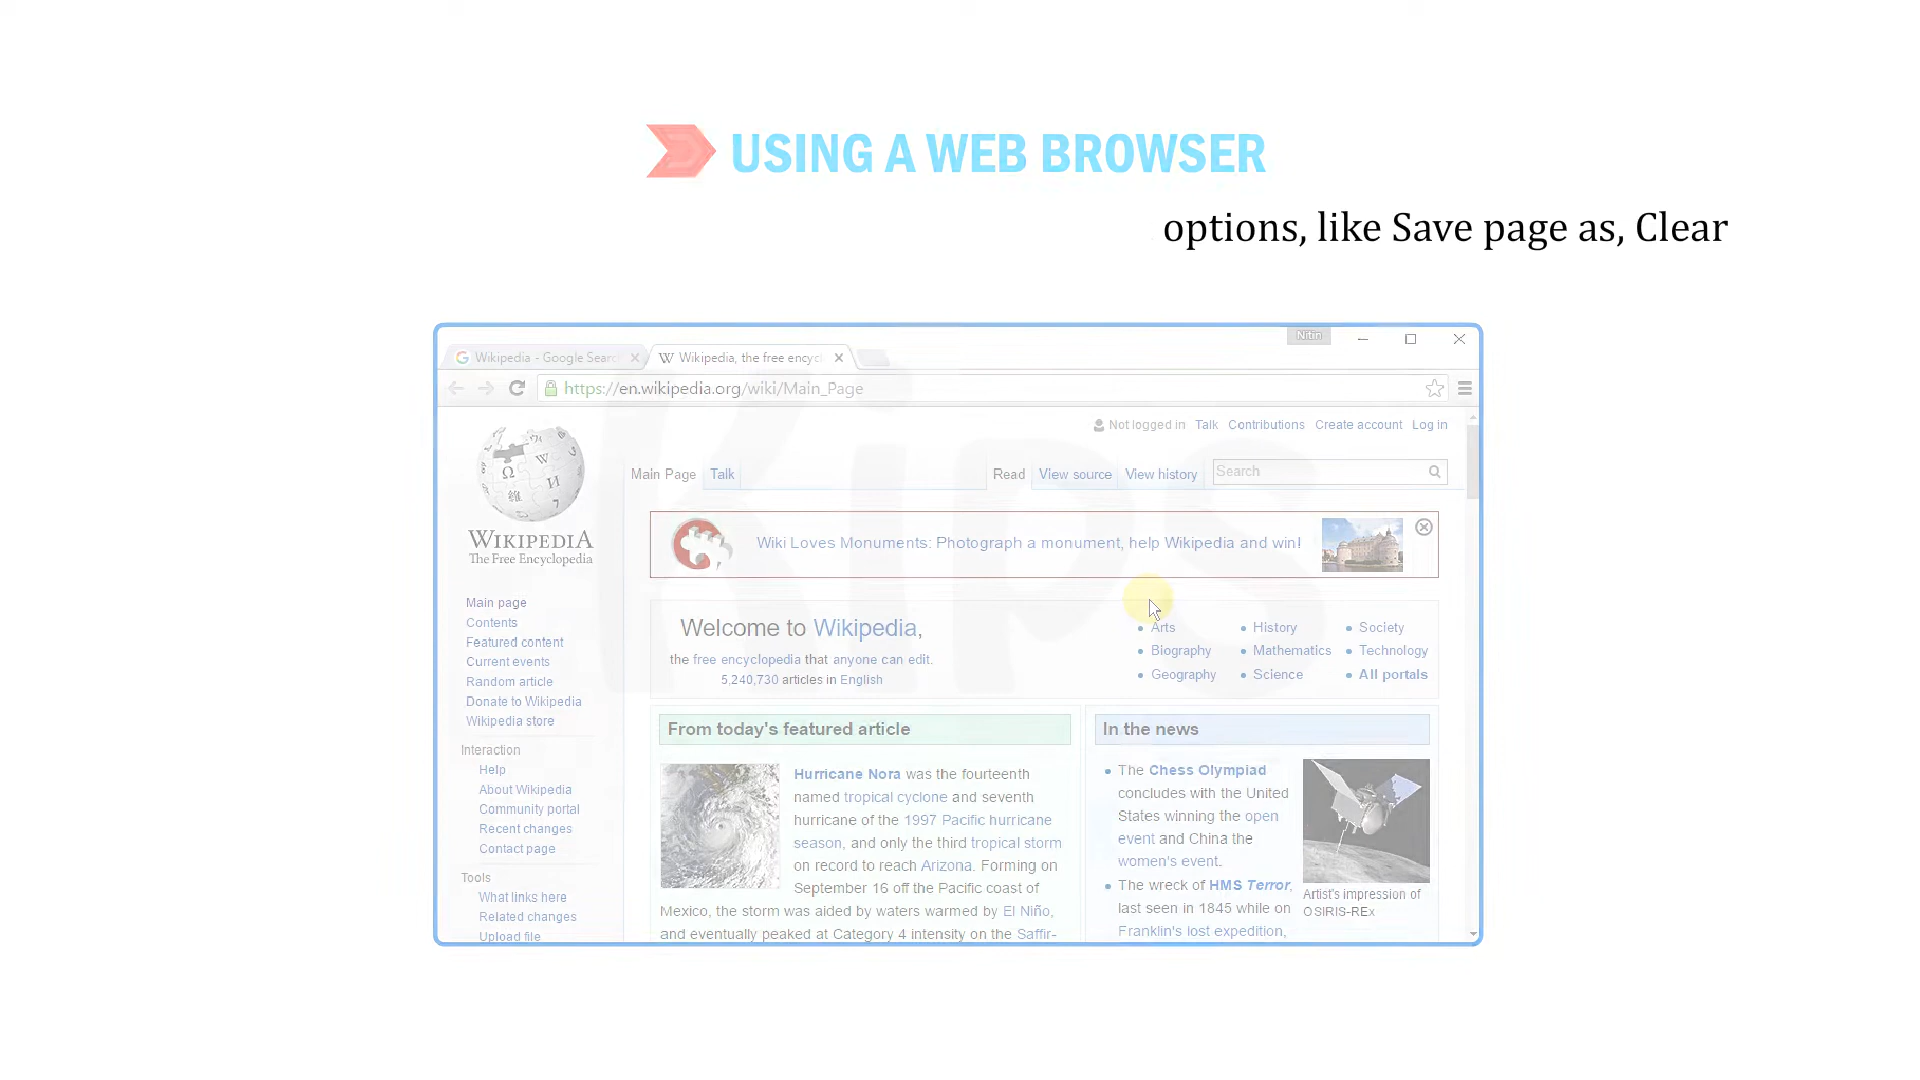 USING A WEB BROWSER
options, like Save page as, Clear
Nitin
Wikipedia - Google Searc
Wikipedia, the free encyc
https://en.wikipedia.org/wiki/Main_Page
Not logged in Talk Contributions Create account Log in
Main Page Talk Read View source View history Search
WIKIPEDIA
The Free Encyclopedia
Wiki Loves Monuments: Photograph a monument, help Wikipedia and win!
Main page
Contents
Featured content
Current events
Random article
Donate to Wikipedia
Wikipedia store
Interaction
Help
About Wikipedia
Community portal
Recent changes
Contact page
Tools
What links here
Related changes
Upload file
Welcome to Wikipedia,
the free encyclopedia that anyone can edit.
5,240,730 articles in English
Arts History Society
Biography Mathematics Technology
Geography Science All portals
From today's featured article
Hurricane Nora was the fourteenth
named tropical cyclone and seventh
hurricane of the 1997 Pacific hurricane
season, and only the third tropical storm
on record to reach Arizona. Forming on
September 16 off the Pacific coast of
Mexico, the storm was aided by waters warmed by El Niño,
and eventually peaked at Category 4 intensity on the Saffir-
In the news
The Chess Olympiad
concludes with the United
States winning the open
event and China the
women's event.
The wreck of HMS Terror,
last seen in 1845 while on
Franklin's lost expedition,
Artist's impression of
OSIRIS-REx
Kips